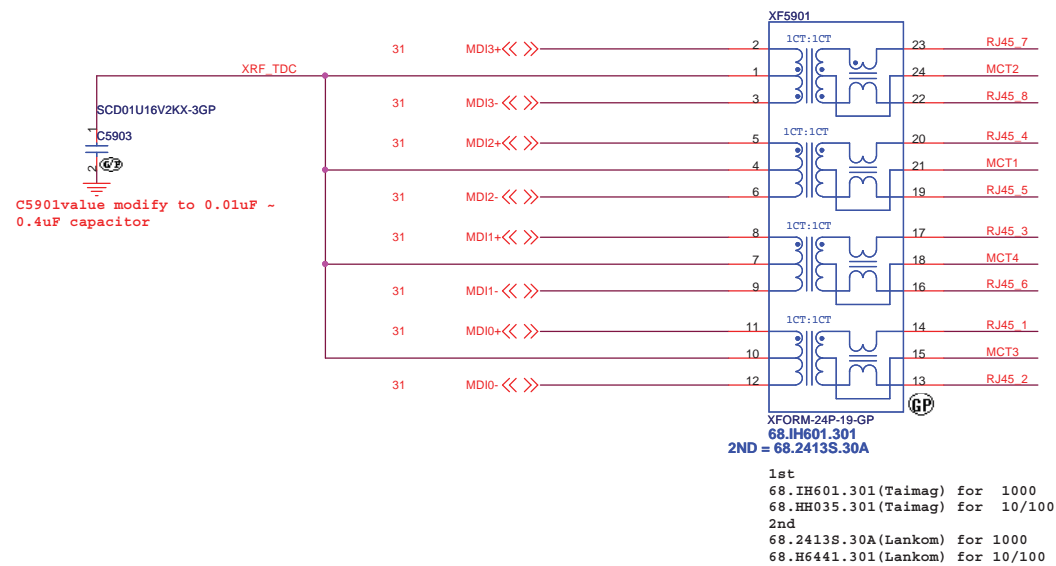 XF5901
31 MDI3+ 2 1CT:1CT 23 RJ45_7
XRF_TDC 1 24 MCT2
31 MDI3- 3 22 RJ45_8
SCD01U16V2KX-3GP
1
C5903
2 G/P
C5901value modify to 0.01uF ~
0.4uF capacitor
31 MDI2+ 5 1CT:1CT 20 RJ45_4
4 21 MCT1
31 MDI2- 6 19 RJ45_5
31 MDI1+ 8 1CT:1CT 17 RJ45_3
7 18 MCT4
31 MDI1- 9 16 RJ45_6
31 MDI0+ 11 1CT:1CT 14 RJ45_1
10 15 MCT3
31 MDI0- 12 13 RJ45_2
GP
XFORM-24P-19-GP
68.IH601.301
2ND = 68.2413S.30A
1st
68.IH601.301(Taimag) for 1000
68.HH035.301(Taimag) for 10/100
2nd
68.2413S.30A(Lankom) for 1000
68.H6441.301(Lankom) for 10/100